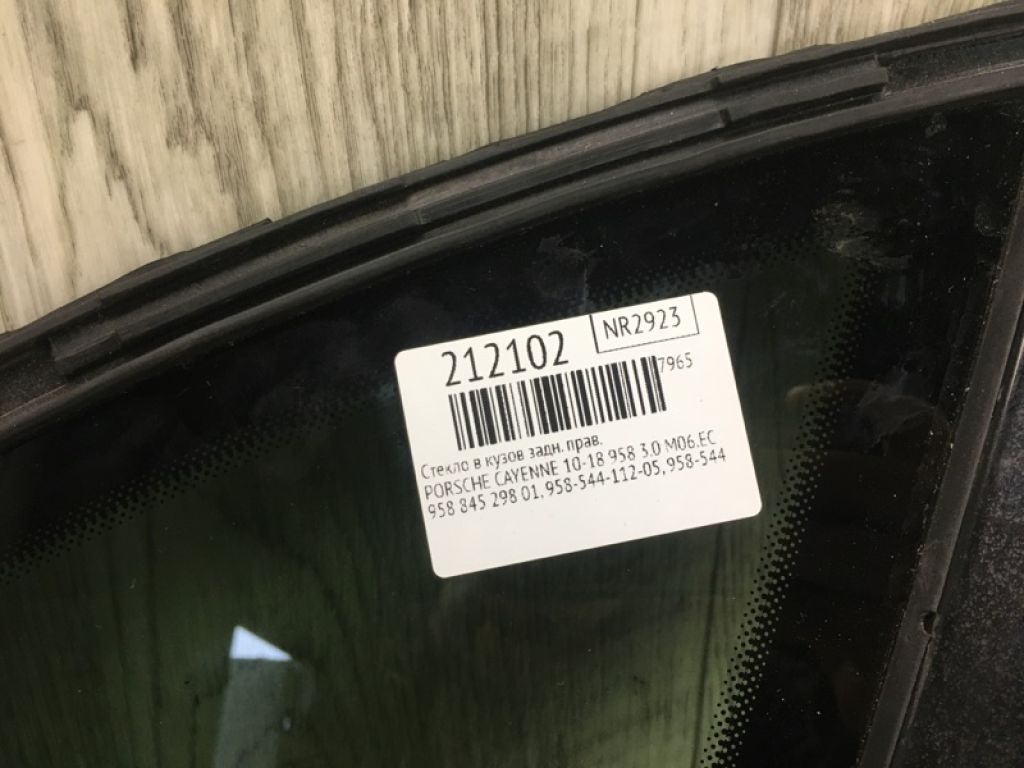 212102
NR2923
7965
Стекло в кузов задн. прав.
PORSCHE CAYENNE 10-18 958 3.0 M06.EC
958 845 298 01, 958-544-112-05, 958-544